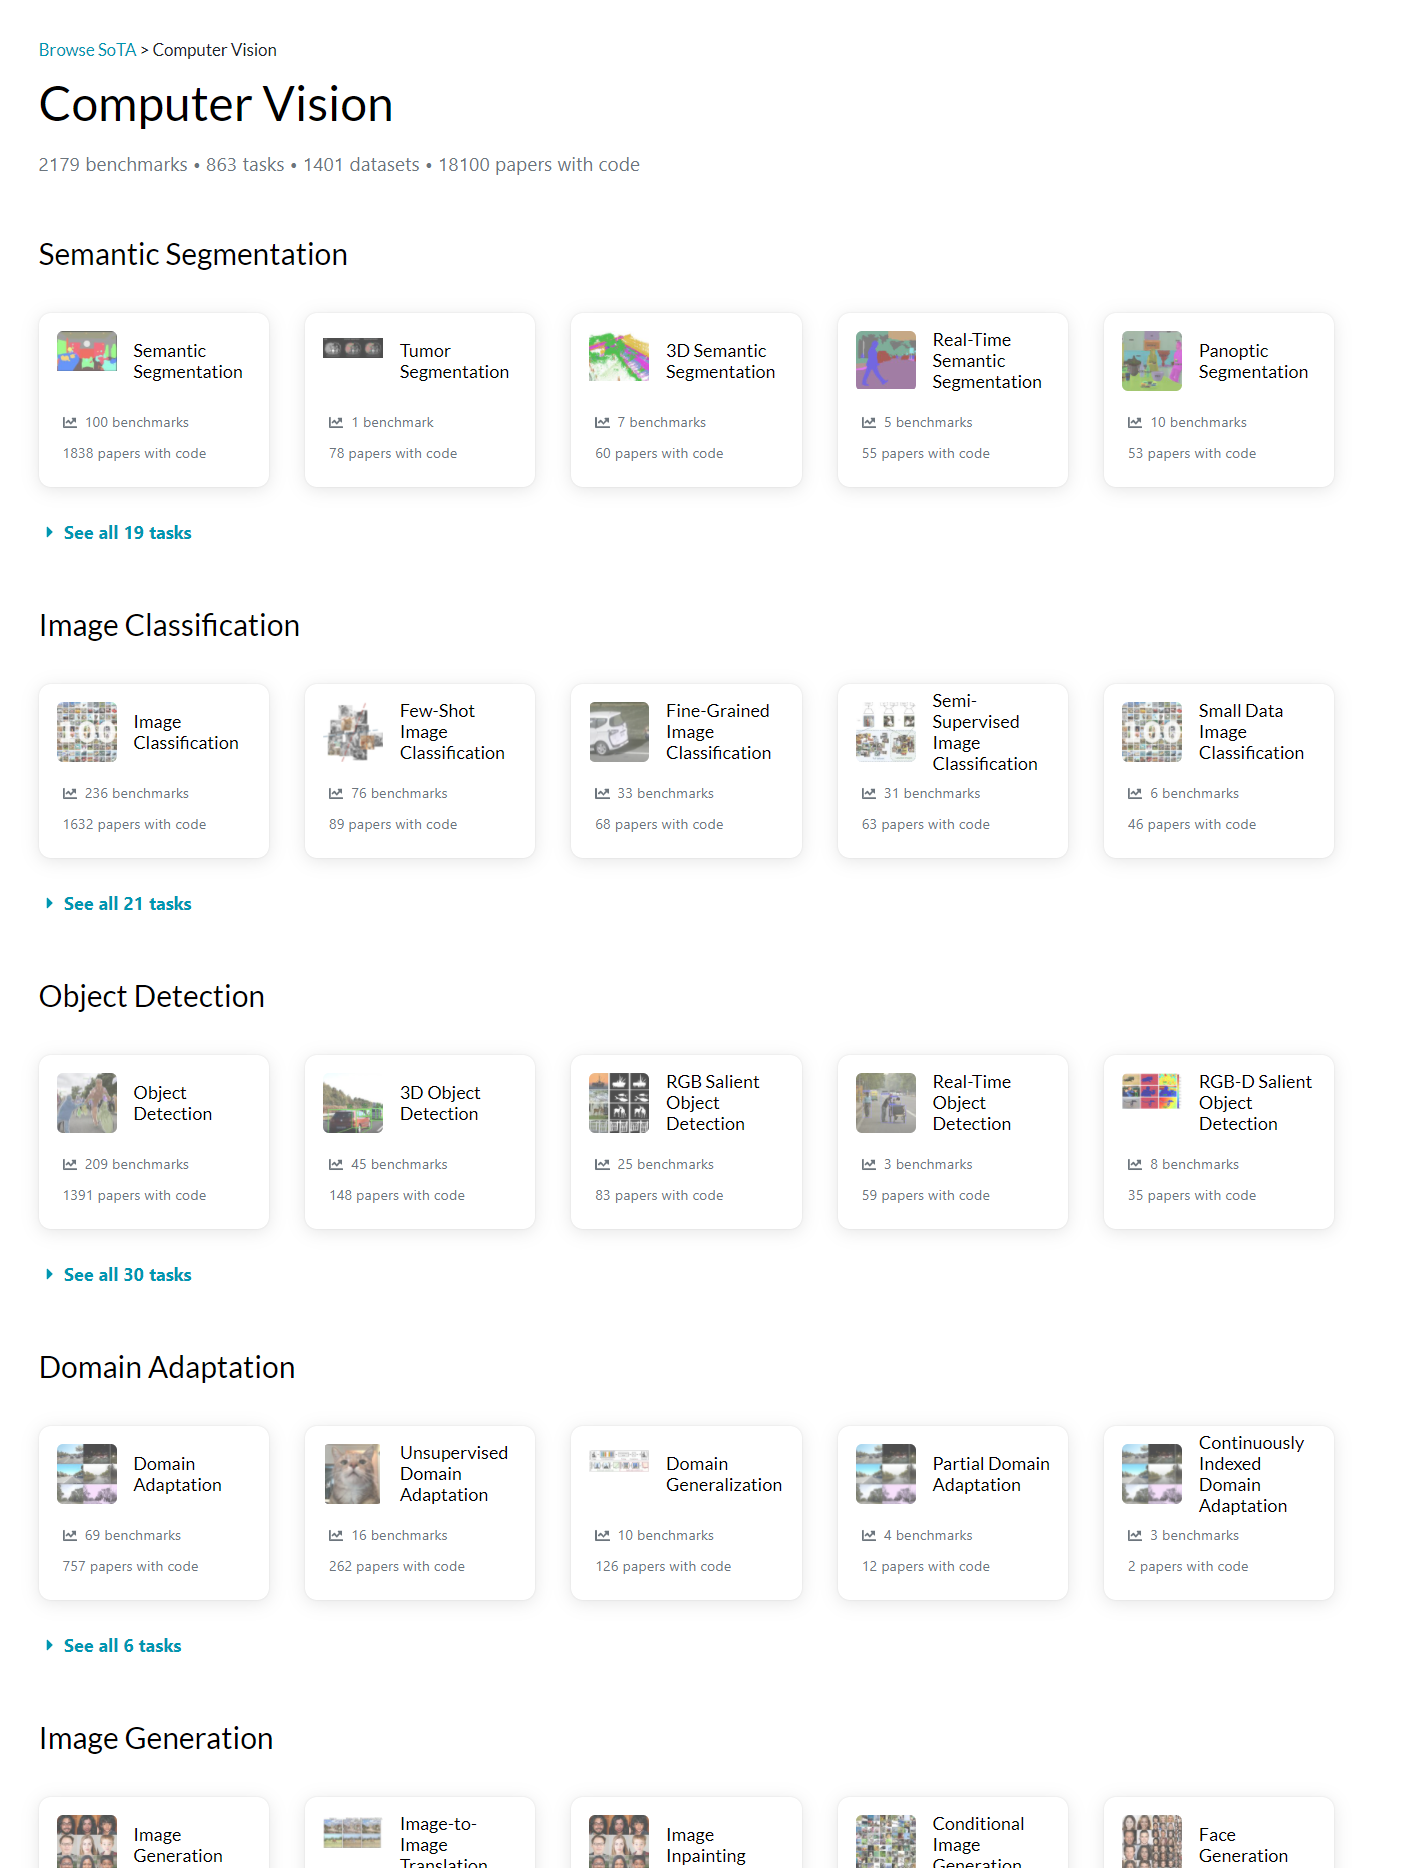 Browse SoTA > Computer Vision
Computer Vision
2179 benchmarks • 863 tasks • 1401 datasets • 18100 papers with code
Semantic Segmentation
Semantic
Segmentation
100 benchmarks
1838 papers with code
Tumor
Segmentation
1 benchmark
78 papers with code
3D Semantic
Segmentation
7 benchmarks
60 papers with code
Real-Time
Semantic
Segmentation
5 benchmarks
55 papers with code
Panoptic
Segmentation
10 benchmarks
53 papers with code
See all 19 tasks
Image Classification
100
Image
Classification
236 benchmarks
1632 papers with code
Few-Shot
Image
Classification
76 benchmarks
89 papers with code
Fine-Grained
Image
Classification
33 benchmarks
68 papers with code
Semi-
Supervised
Image
Classification
31 benchmarks
63 papers with code
100
Small Data
Image
Classification
6 benchmarks
46 papers with code
See all 21 tasks
Object Detection
Object
Detection
209 benchmarks
1391 papers with code
3D Object
Detection
45 benchmarks
148 papers with code
RGB Salient
Object
Detection
25 benchmarks
83 papers with code
Real-Time
Object
Detection
3 benchmarks
59 papers with code
RGB-D Salient
Object
Detection
8 benchmarks
35 papers with code
See all 30 tasks
Domain Adaptation
Domain
Adaptation
69 benchmarks
757 papers with code
Unsupervised
Domain
Adaptation
16 benchmarks
262 papers with code
Domain
Generalization
10 benchmarks
126 papers with code
Partial Domain
Adaptation
4 benchmarks
12 papers with code
Continuously
Indexed
Domain
Adaptation
3 benchmarks
2 papers with code
See all 6 tasks
Image Generation
Image
Generation
Image-to-
Image
Translation
Image
Inpainting
Conditional
Image
Generation
Face
Generation